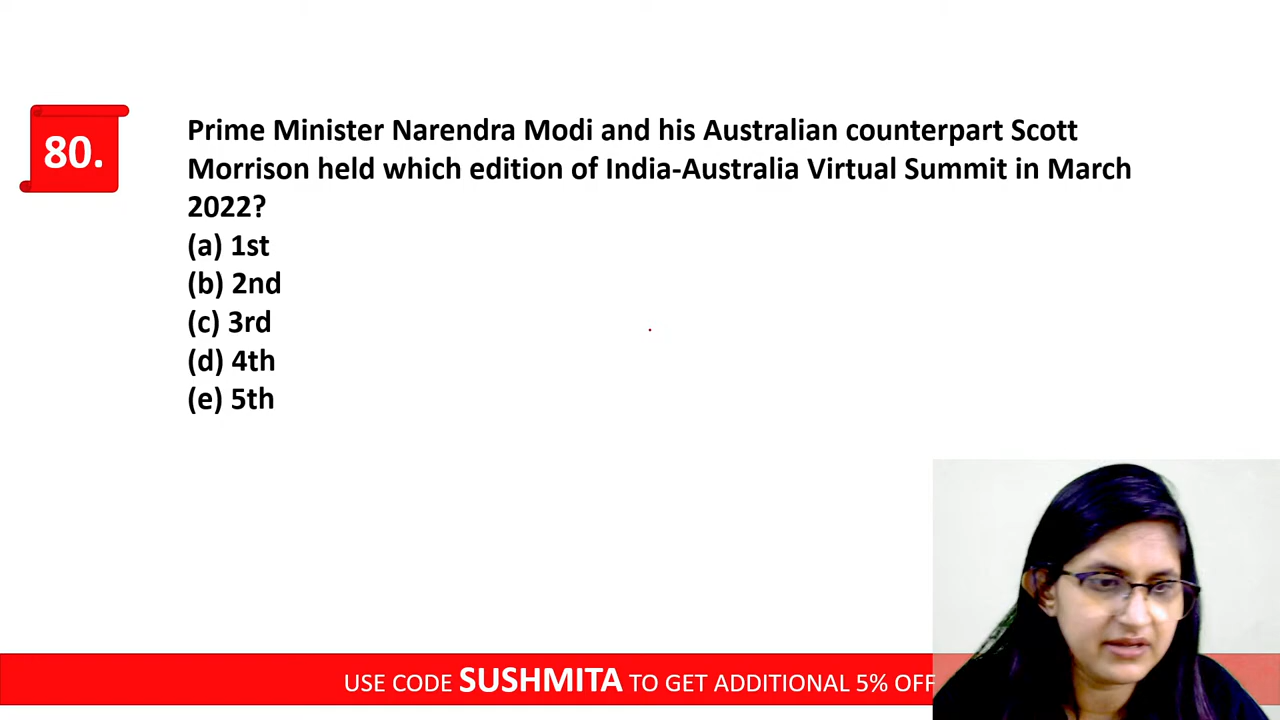 80.
Prime Minister Narendra Modi and his Australian counterpart Scott
Morrison held which edition of India-Australia Virtual Summit in March
2022?
(a) 1st
(b) 2nd
(c) 3rd
(d) 4th
(e) 5th
USE CODE SUSHMITA TO GET ADDITIONAL 5% OFF